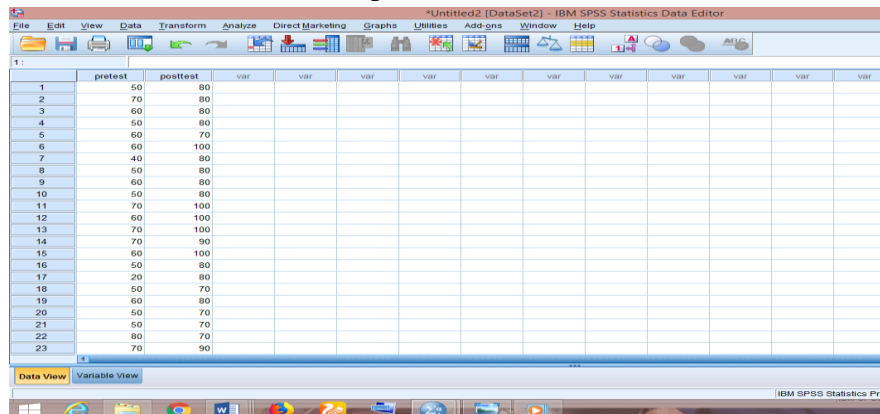 *Untitled2 [DataSet2] - IBM SPSS Statistics Data Editor
File Edit View Data Transform Analyze Direct Marketing Graphs Utilities Add-ons Window Help
1 :
pretest posttest var var var var var var var var var var
1 50 80
2 70 80
3 60 80
4 50 80
5 60 70
6 60 100
7 40 80
8 50 80
9 60 80
10 50 80
11 70 100
12 60 100
13 70 100
14 70 90
15 60 100
16 50 80
17 20 80
18 50 70
19 60 80
20 50 70
21 50 70
22 80 70
23 70 90
Data View Variable View
IBM SPSS Statistics Pr